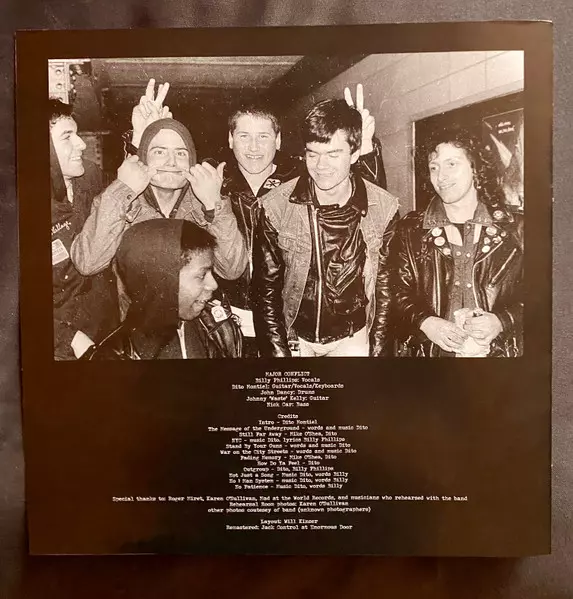 MAJOR CONFLICT
Billy Phillips: Vocals
Dito Montiel: Guitar/Vocals/Keyboards
John Dancy: Drums
Johnny 'Waste' Kelly: Guitar
Nick Car: Bass
Credits
Intro - Dito Montiel
The Message of the Underground - words and music Dito
Still Far Away - Mike O'Shea, Dito
NYC - music Dito, lyrics Billy Phillips
Stand By Your Guns - words and music Dito
War on the City Streets - words and music Dito
Fading Memory - Mike O'Shea, Dito
How Do Ya Feel - Dito
Outgroup - Dito, Billy Phillips
Not Just a Song - Music Dito, words Billy
No 1 Man System - music Dito, words Billy
No Patience - Music Dito, words Billy
Special thanks to: Roger Miret, Karen O'Sullivan, Mad at the World Records, and musicians who rehearsed with the band
Rehearsal Room photos: Karen O'Sullivan
other photos coutesey of band (unknown photographers)
Layout: Will Kinser
Remastered: Jack Control at Enormous Door